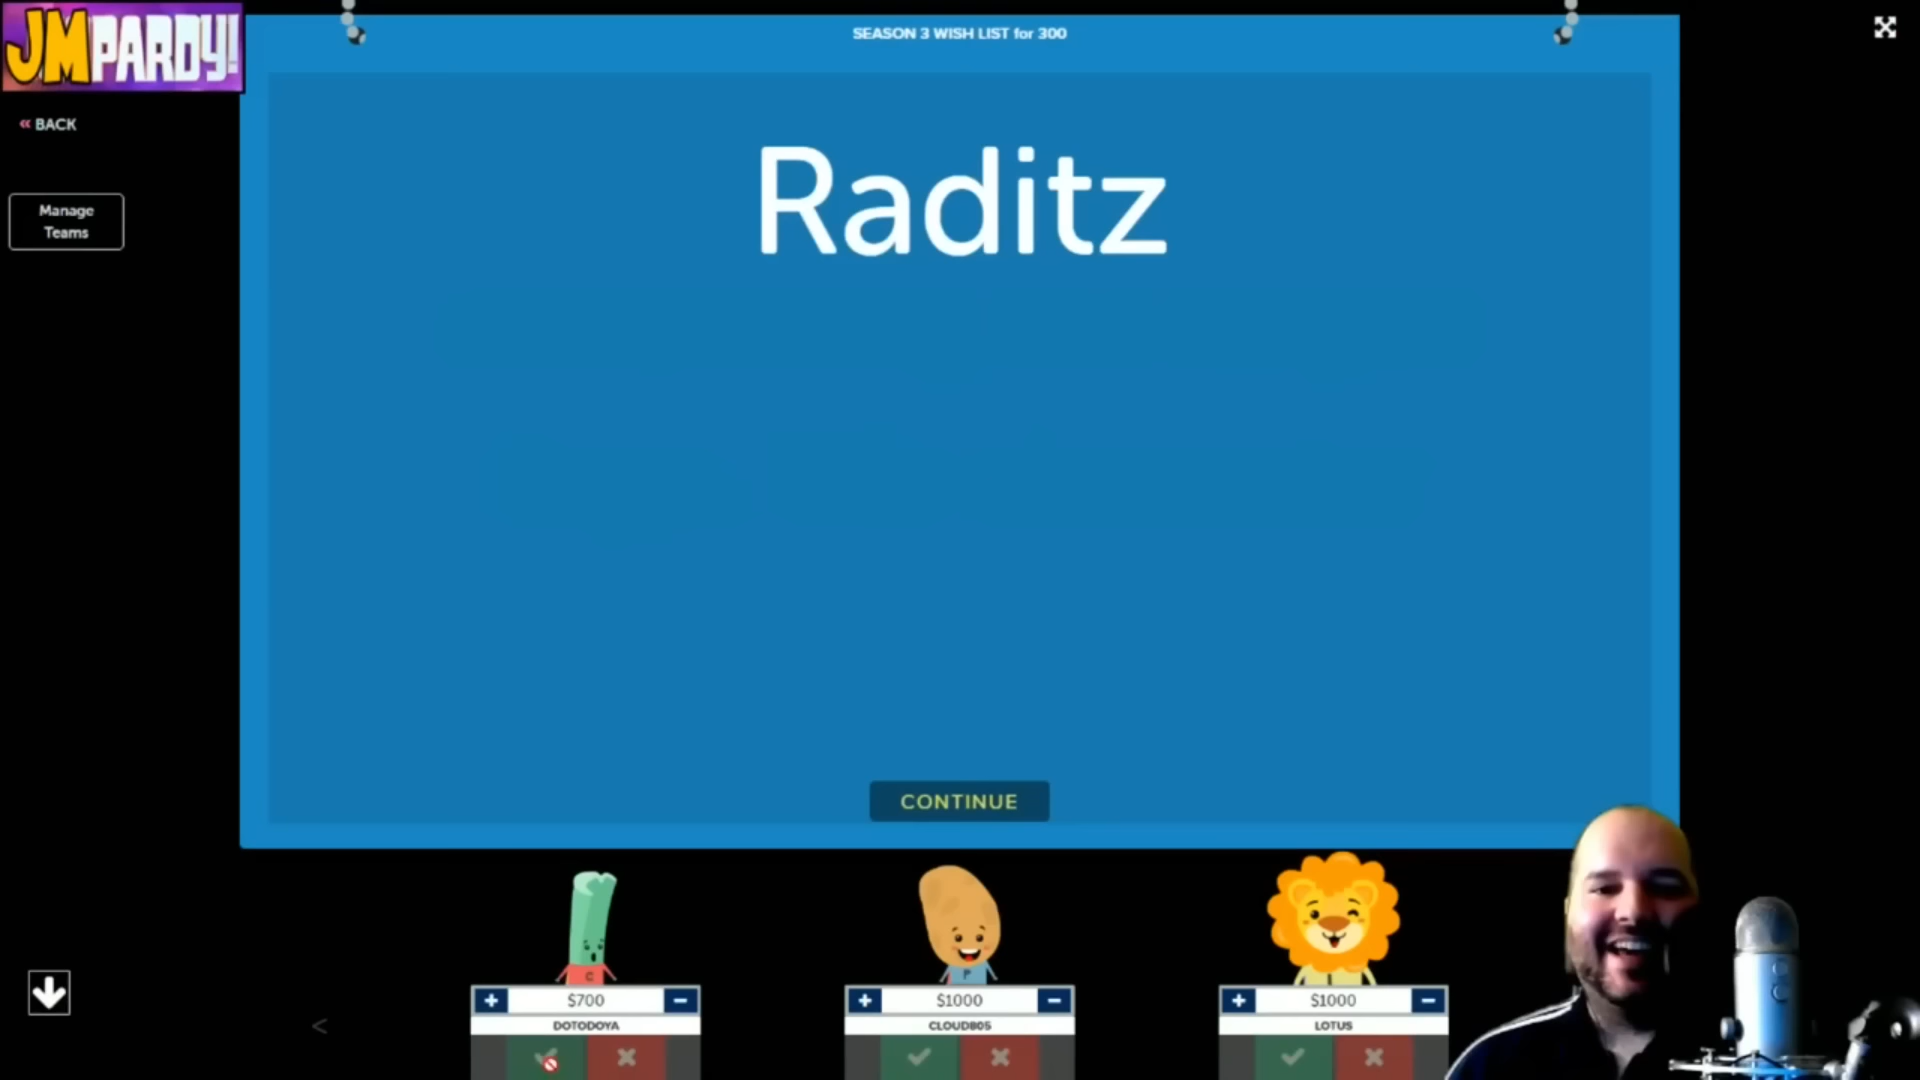 JMPARDY!
SEASON 3 WISH LIST for 300
« BACK
Manage
Teams
Raditz
CONTINUE
C
P
+ $700 −
+ $1000 −
+ $1000 −
DOTODOYA
CLOUD805
LOTUS
<